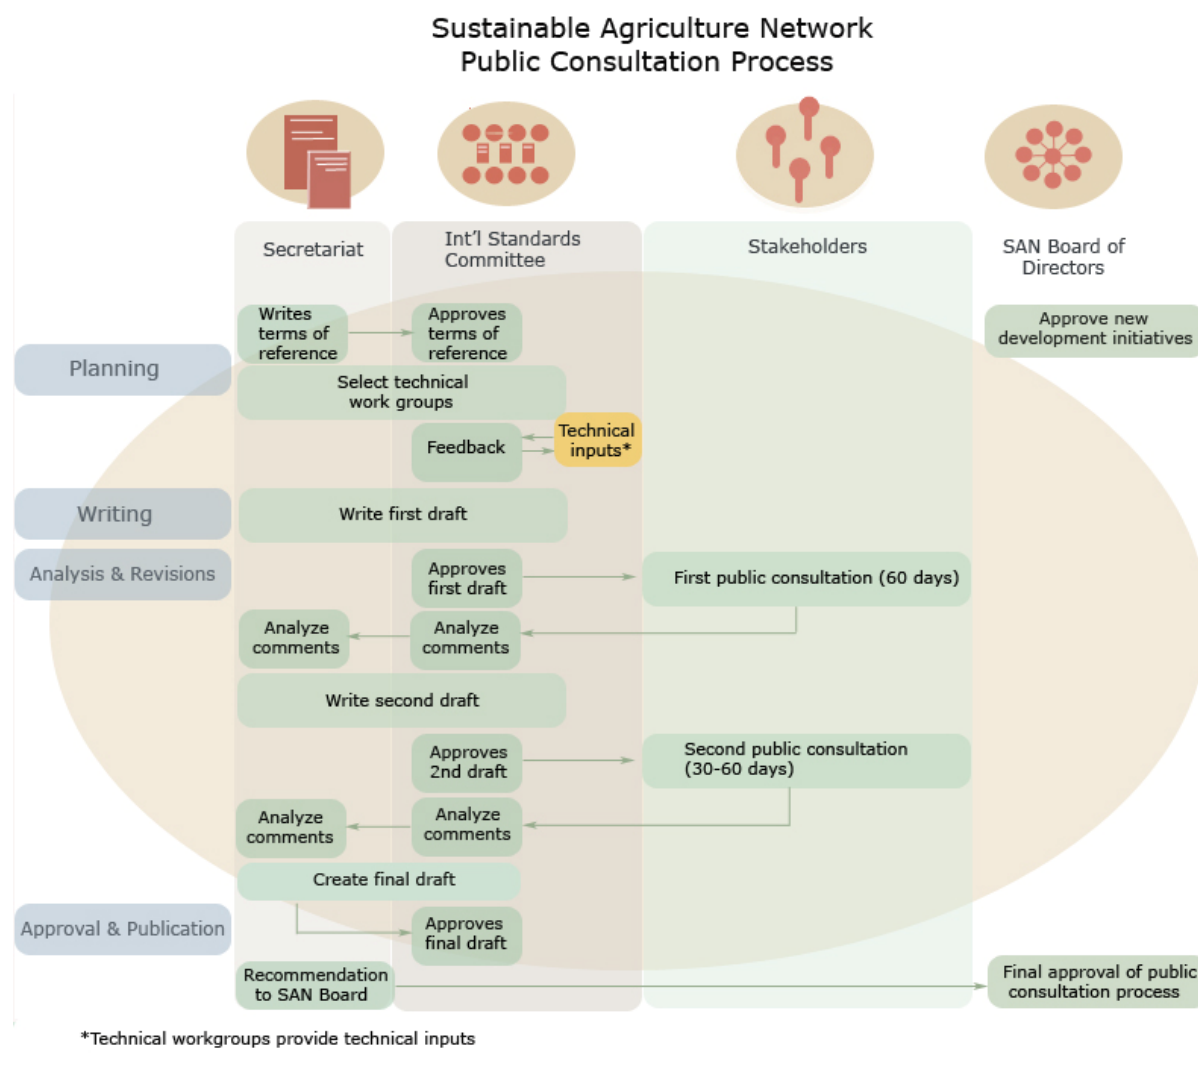 Sustainable Agriculture Network
Public Consultation Process
Secretariat
Int’l Standards
Committee
Stakeholders
SAN Board of
Directors
Planning
Writes
terms of
reference
Approves
terms of
reference
Approve new
development initiatives
Select technical
work groups
Feedback
Technical
inputs*
Writing
Write first draft
Analysis & Revisions
Approves
first draft
First public consultation (60 days)
Analyze
comments
Analyze
comments
Write second draft
Approves
2nd draft
Second public consultation
(30-60 days)
Analyze
comments
Analyze
comments
Create final draft
Approval & Publication
Approves
final draft
Recommendation
to SAN Board
Final approval of public
consultation process
*Technical workgroups provide technical inputs